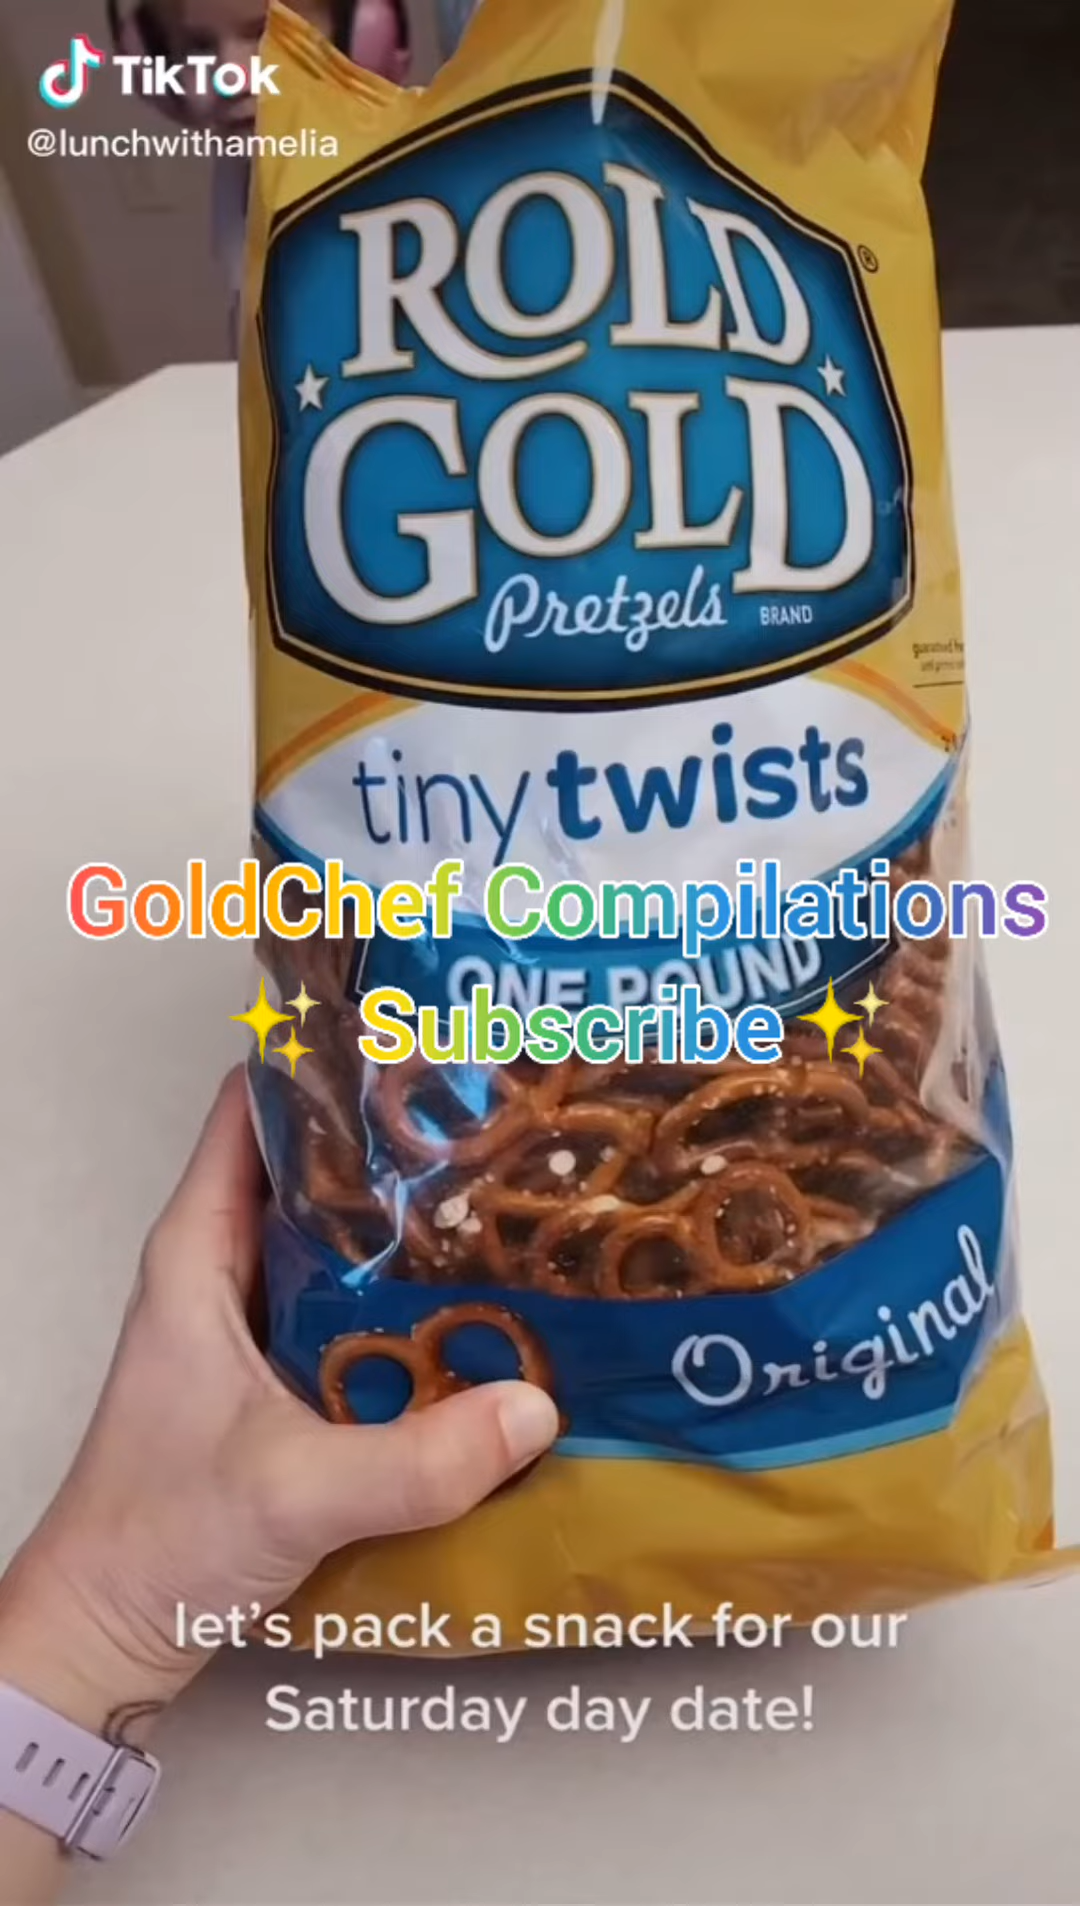 TikTok
@lunchwithamelia
ROLD
®
GOLD
Pretzels BRAND
tiny twists
GoldChef Compilations
ONE POUND
✨ Subscribe ✨
Original
let's pack a snack for our
Saturday day date!